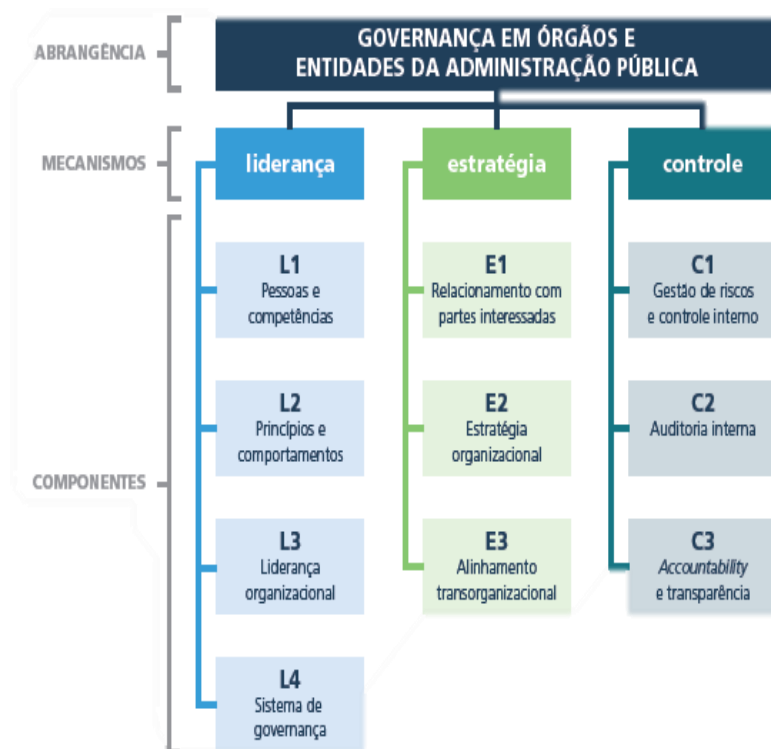 ABRANGÊNCIA
GOVERNANÇA EM ÓRGÃOS E
ENTIDADES DA ADMINISTRAÇÃO PÚBLICA
MECANISMOS
liderança
estratégia
controle
COMPONENTES
L1
Pessoas e
competências
L2
Princípios e
comportamentos
L3
Liderança
organizacional
L4
Sistema de
governança
E1
Relacionamento com
partes interessadas
E2
Estratégia
organizacional
E3
Alinhamento
transorganizacional
C1
Gestão de riscos
e controle interno
C2
Auditoria interna
C3
Accountability
e transparência